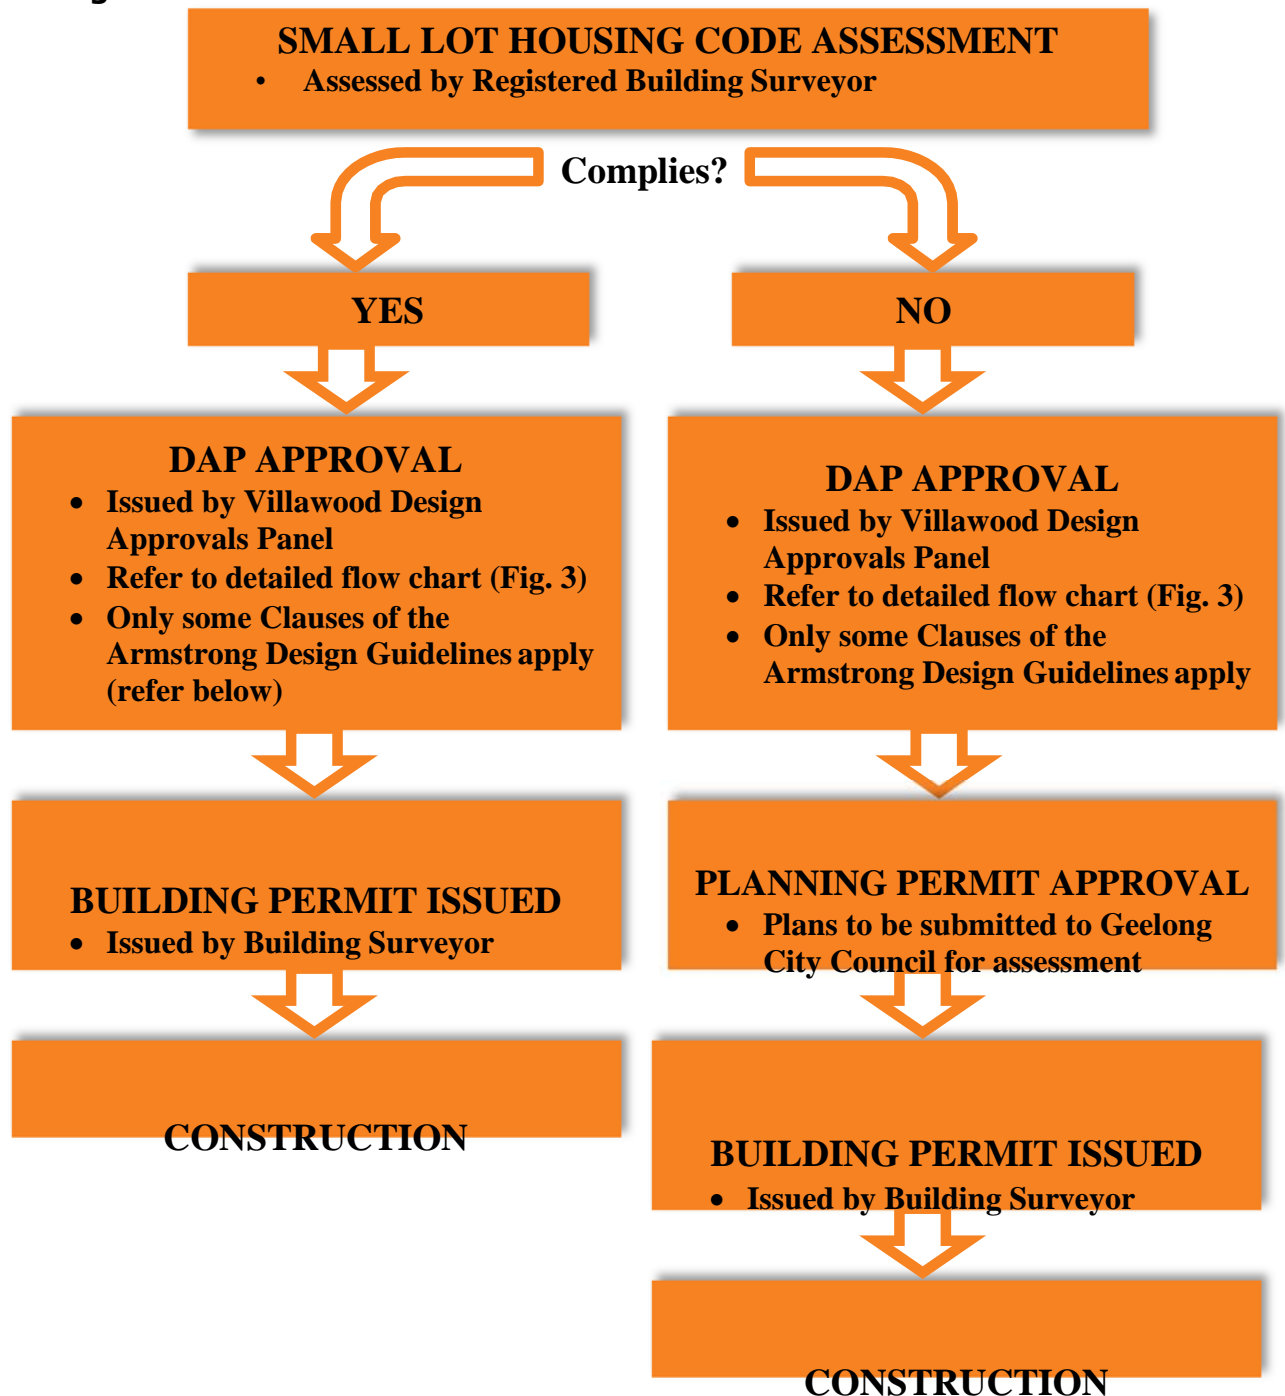 SMALL LOT HOUSING CODE ASSESSMENT
• Assessed by Registered Building Surveyor
Complies?
YES
NO
DAP APPROVAL
• Issued by Villawood Design
Approvals Panel
• Refer to detailed flow chart (Fig. 3)
• Only some Clauses of the
Armstrong Design Guidelines apply
(refer below)
DAP APPROVAL
• Issued by Villawood Design
Approvals Panel
• Refer to detailed flow chart (Fig. 3)
• Only some Clauses of the
Armstrong Design Guidelines apply
BUILDING PERMIT ISSUED
• Issued by Building Surveyor
PLANNING PERMIT APPROVAL
• Plans to be submitted to Geelong
City Council for assessment
CONSTRUCTION
BUILDING PERMIT ISSUED
• Issued by Building Surveyor
CONSTRUCTION